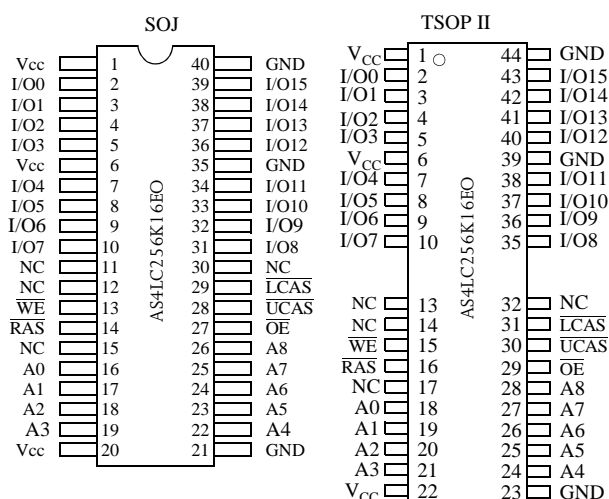 SOJ
Vcc 1 40 GND
I/O0 2 39 I/O15
I/O1 3 38 I/O14
I/O2 4 37 I/O13
I/O3 5 36 I/O12
Vcc 6 35 GND
I/O4 7 34 I/O11
I/O5 8 33 I/O10
I/O6 9 32 I/O9
I/O7 10 31 I/O8
NC 11 30 NC
NC 12 29 LCAS
WE 13 28 UCAS
RAS 14 27 OE
NC 15 26 A8
A0 16 25 A7
A1 17 24 A6
A2 18 23 A5
A3 19 22 A4
Vcc 20 21 GND
AS4LC256K16EO
TSOP II
VCC 1 44 GND
I/O0 2 43 I/O15
I/O1 3 42 I/O14
I/O2 4 41 I/O13
I/O3 5 40 I/O12
VCC 6 39 GND
I/O4 7 38 I/O11
I/O5 8 37 I/O10
I/O6 9 36 I/O9
I/O7 10 35 I/O8
NC 13 32 NC
NC 14 31 LCAS
WE 15 30 UCAS
RAS 16 29 OE
NC 17 28 A8
A0 18 27 A7
A1 19 26 A6
A2 20 25 A5
A3 21 24 A4
VCC 22 23 GND
AS4LC256K16EO